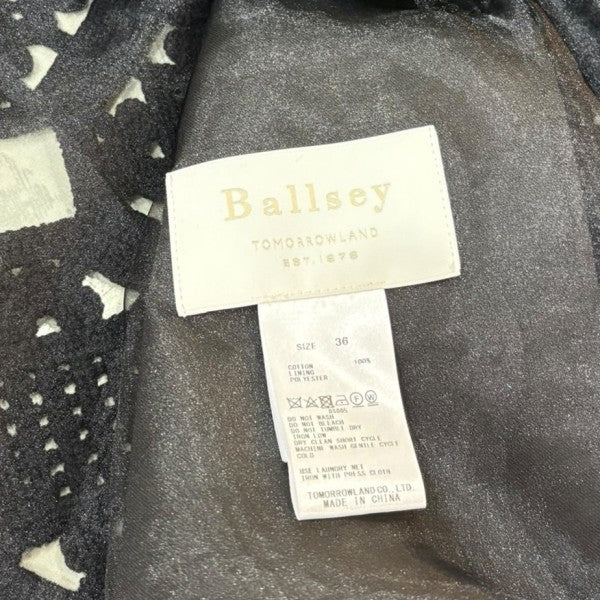 Ballsey
TOMORROWLAND
EST.1978
SIZE 36
COTTON 100%
LINING
POLYESTER
DO NOT WASH
DO NOT BLEACH
DO NOT TUMBLE DRY
IRON LOW
DRY CLEAN SHORT CYCLE
MACHINE WASH GENTLE CYCLE
COLD
USE LAUNDRY NET
IRON WITH PRESS CLOTH
TOMORROWLAND CO., LTD.
MADE IN CHINA